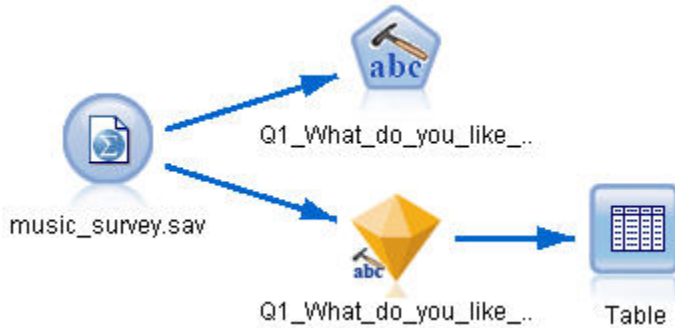 abc
Q1_What_do_you_like_..
music_survey.sav
abc
Q1_What_do_you_like_..
Table